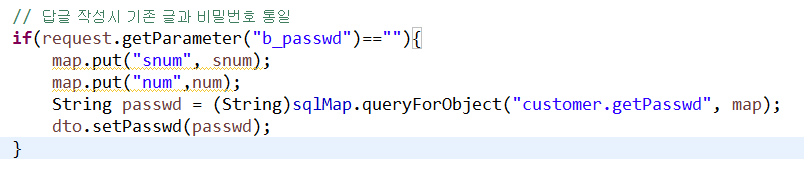 // 답글 작성시 기존 글과 비밀번호 통일
if(request.getParameter("b_passwd")==""){
map.put("snum", snum);
map.put("num",num);
String passwd = (String)sqlMap.queryForObject("customer.getPasswd", map);
dto.setPasswd(passwd);
}